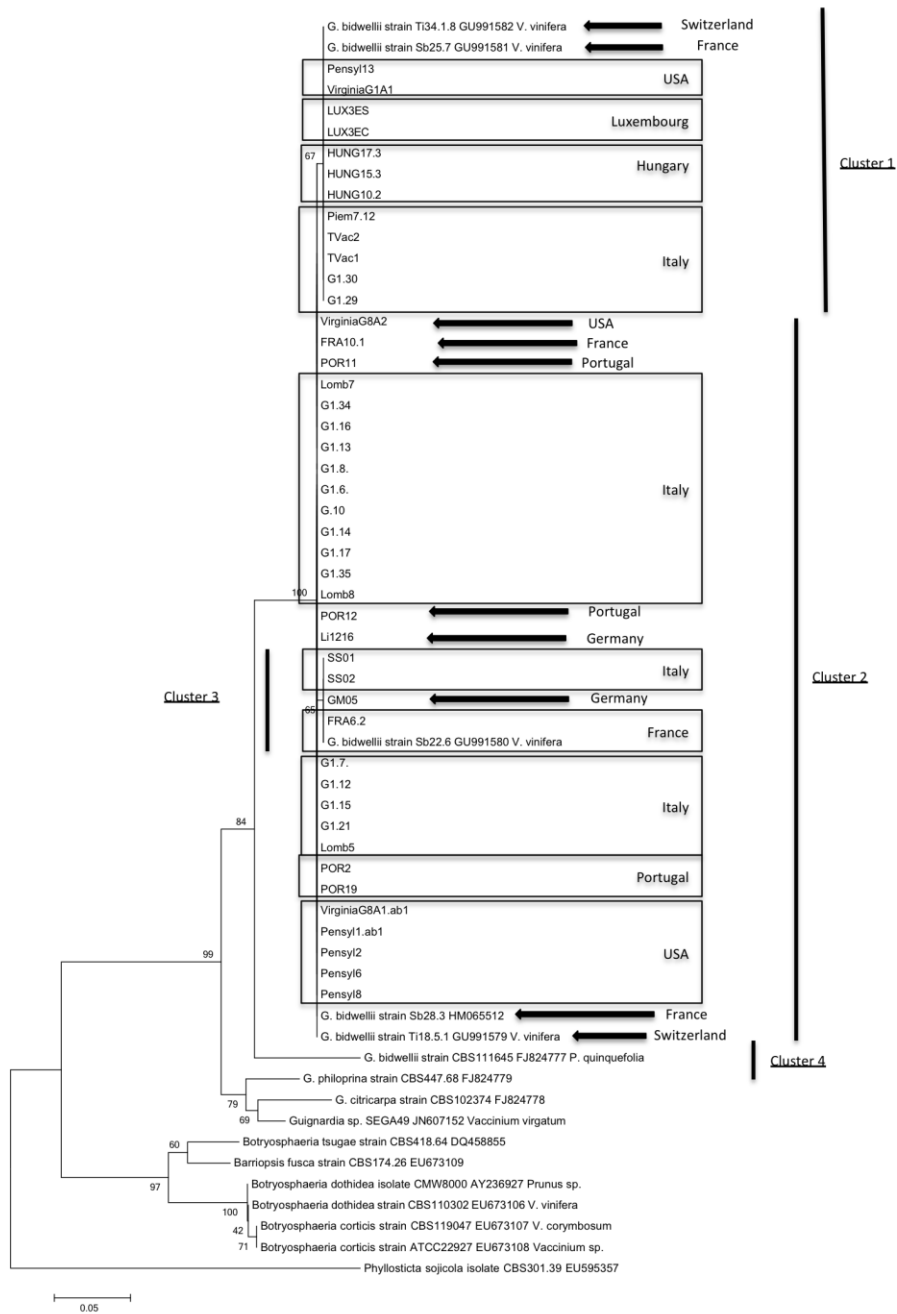 G. bidwellii strain Ti34.1.8 GU991582 V. vinifera Switzerland
G. bidwellii strain Sb25.7 GU991581 V. vinifera France
Pensyl13
USA
VirginiaG1A1
LUX3ES
Luxembourg
LUX3EC
67 HUNG17.3
Hungary
Cluster 1
HUNG15.3
HUNG10.2
Piem7.12
TVac2
TVac1 Italy
G1.30
G1.29
VirginiaG8A2 USA
FRA10.1 France
POR11 Portugal
Lomb7
G1.34
G1.16
G1.13
G1.8.
G1.6. Italy
G.10
G1.14
G1.17
G1.35
100 Lomb8
POR12 Portugal
Li1216 Germany
SS01
Italy
SS02
Cluster 2
Cluster 3
GM05 Germany
65
FRA6.2
France
G. bidwellii strain Sb22.6 GU991580 V. vinifera
G1.7.
G1.12
G1.15 Italy
84
G1.21
Lomb5
POR2
Portugal
POR19
VirginiaG8A1.ab1
Pensyl1.ab1
99 Pensyl2 USA
Pensyl6
Pensyl8
G. bidwellii strain Sb28.3 HM065512 France
G. bidwellii strain Ti18.5.1 GU991579 V. vinifera Switzerland
G. bidwellii strain CBS111645 FJ824777 P. quinquefolia Cluster 4
G. philoprina strain CBS447.68 FJ824779
79
G. citricarpa strain CBS102374 FJ824778
69
Guignardia sp. SEGA49 JN607152 Vaccinium virgatum
60 Botryosphaeria tsugae strain CBS418.64 DQ458855
Barriopsis fusca strain CBS174.26 EU673109
97
Botryosphaeria dothidea isolate CMW8000 AY236927 Prunus sp.
Botryosphaeria dothidea strain CBS110302 EU673106 V. vinifera
100
Botryosphaeria corticis strain CBS119047 EU673107 V. corymbosum
42
71 Botryosphaeria corticis strain ATCC22927 EU673108 Vaccinium sp.
Phyllosticta sojicola isolate CBS301.39 EU595357
0.05